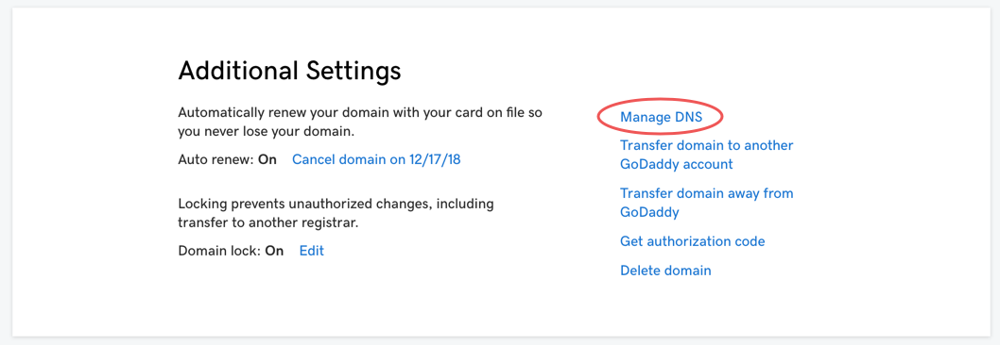 Additional Settings
Automatically renew your domain with your card on file so
you never lose your domain.
Auto renew: On Cancel domain on 12/17/18
Locking prevents unauthorized changes, including
transfer to another registrar.
Domain lock: On Edit
Manage DNS
Transfer domain to another
GoDaddy account
Transfer domain away from
GoDaddy
Get authorization code
Delete domain